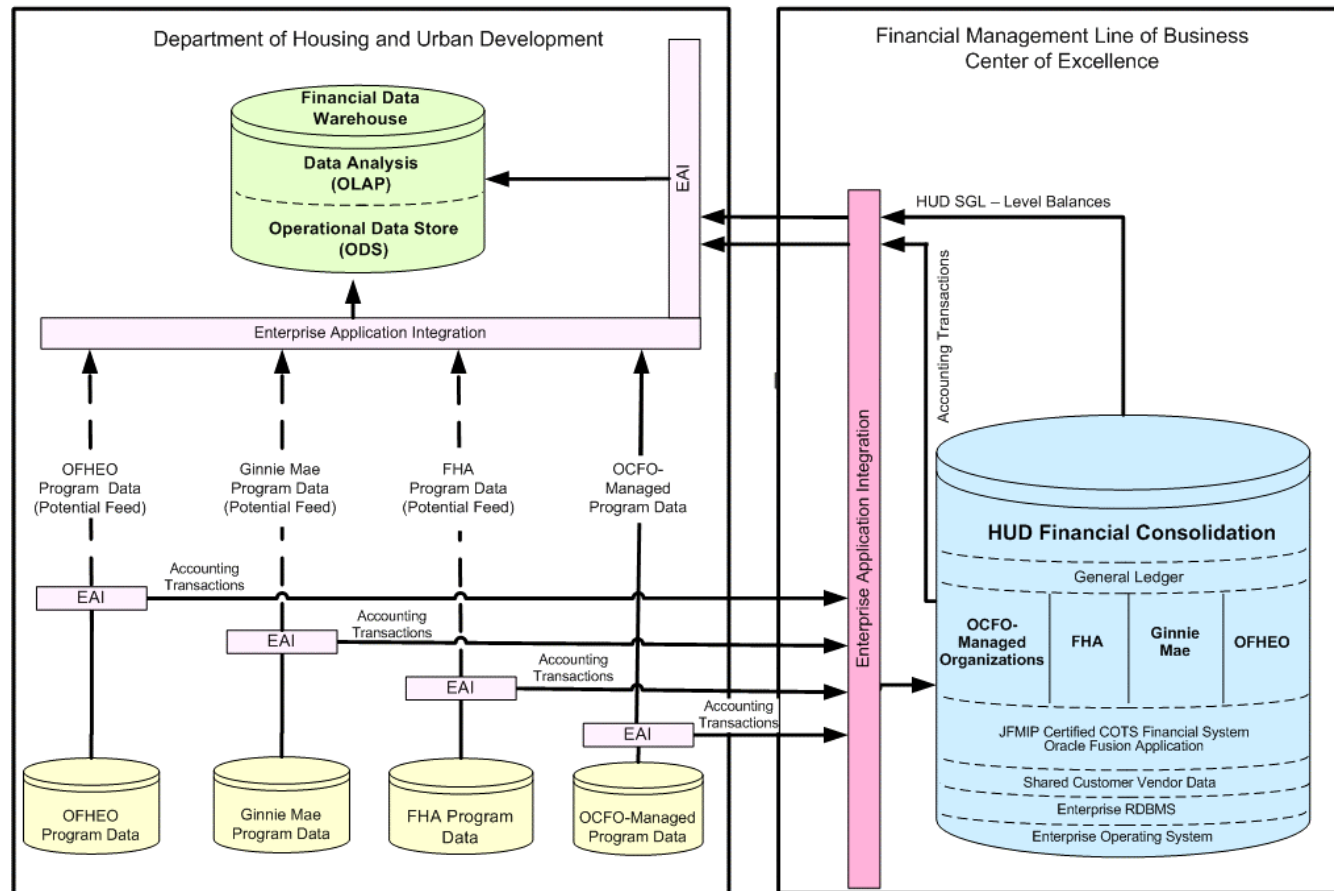 Department of Housing and Urban Development
Financial Data
Warehouse
Data Analysis
(OLAP)
Operational Data Store
(ODS)
EAI
Enterprise Application Integration
OFHEO
Program Data
(Potential Feed)
Ginnie Mae
Program Data
(Potential Feed)
FHA
Program Data
(Potential Feed)
OCFO-
Managed
Program Data
EAI
Accounting
Transactions
EAI
Accounting
Transactions
EAI
Accounting
Transactions
EAI
Accounting
Transactions
OFHEO
Program Data
Ginnie Mae
Program Data
FHA Program
Data
OCFO-Managed
Program Data
Financial Management Line of Business
Center of Excellence
Enterprise Application Integration
HUD SGL – Level Balances
Accounting Transactions
HUD Financial Consolidation
General Ledger
OCFO-
Managed
Organizations
FHA
Ginnie
Mae
OFHEO
JFMIP Certified COTS Financial System
Oracle Fusion Application
Shared Customer Vendor Data
Enterprise RDBMS
Enterprise Operating System